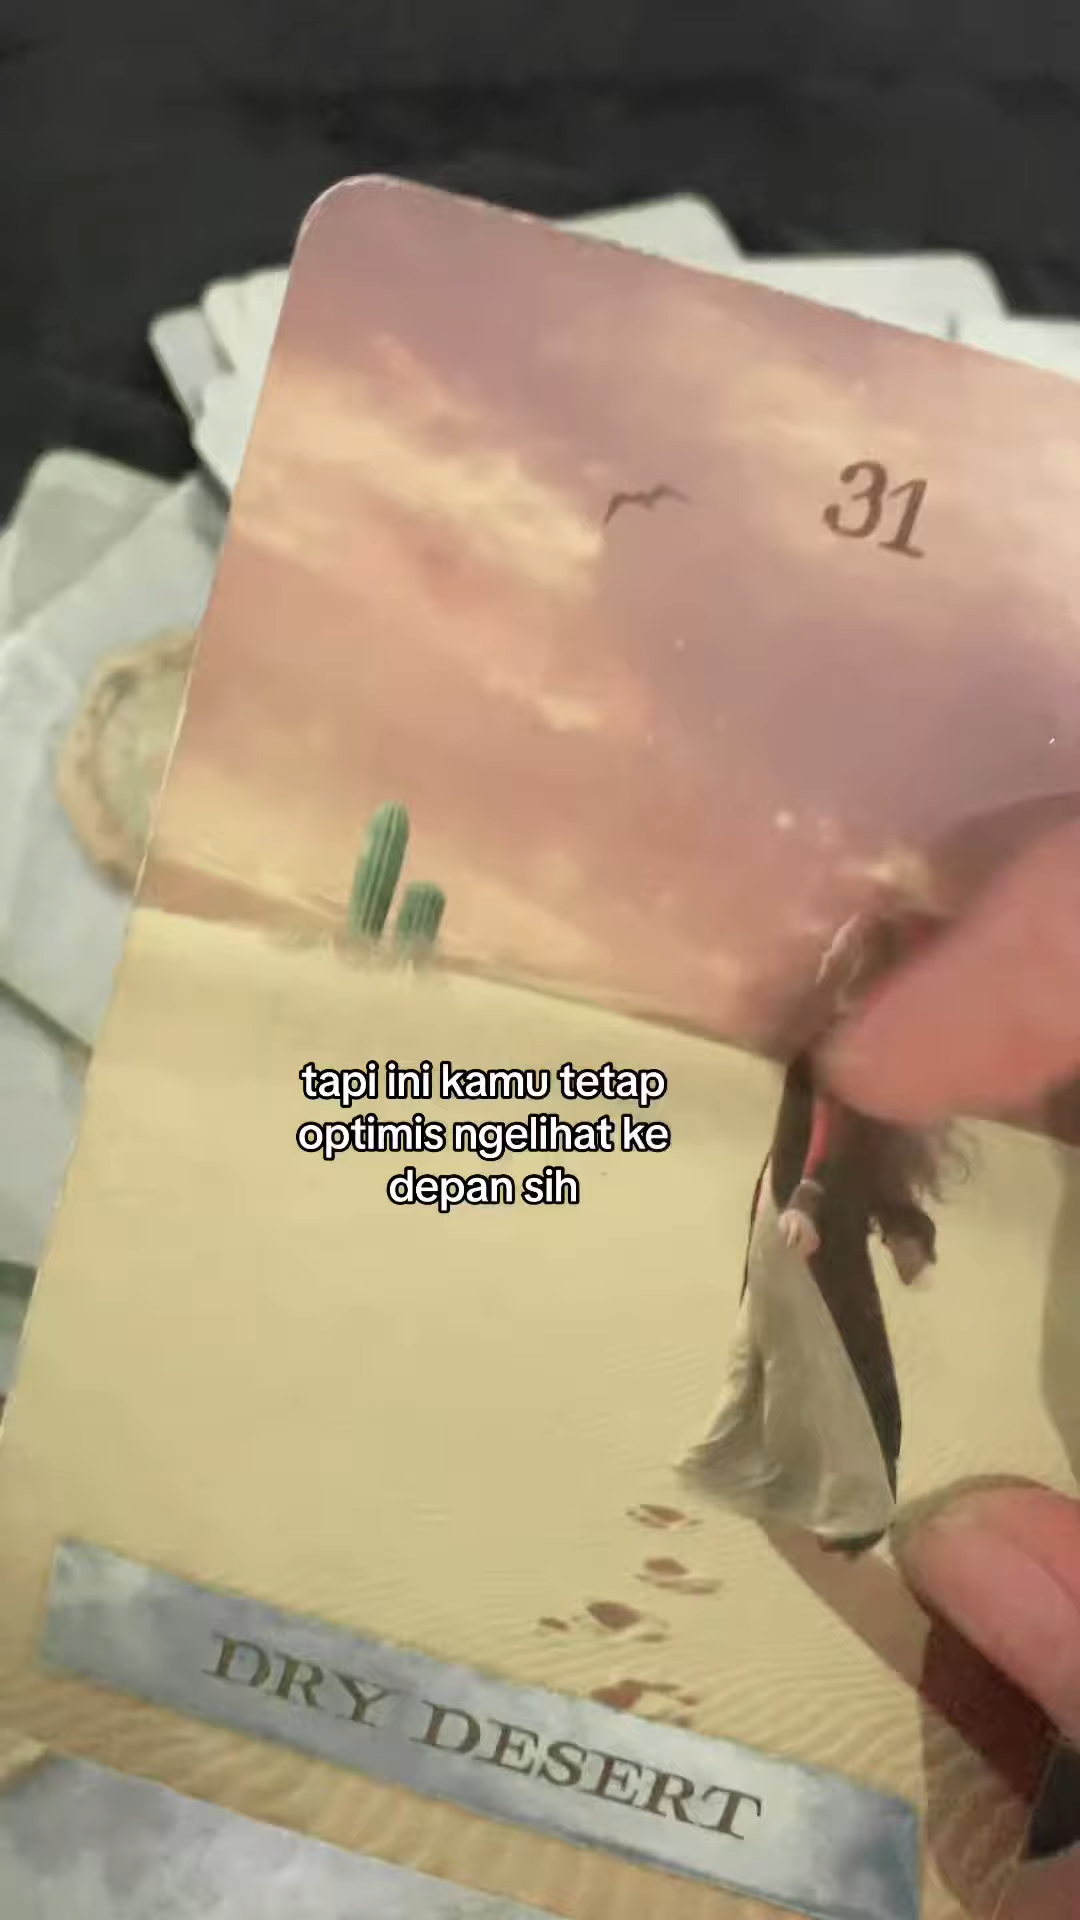 31
tapi ini kamu tetap
optimis ngelihat ke
depan sih
DRY DESERT